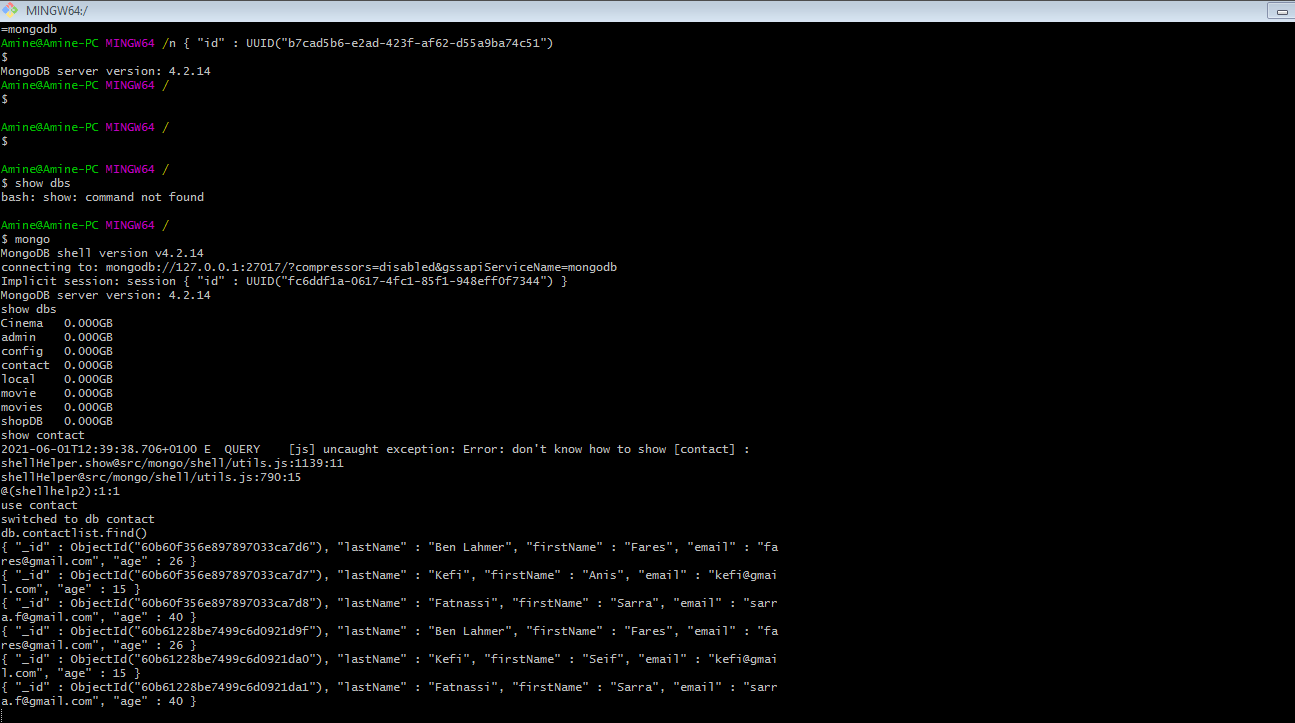 MINGW64:/
=mongodb
Amine@Amine-PC MINGW64 /n { "id" : UUID("b7cad5b6-e2ad-423f-af62-d55a9ba74c51")
$
MongoDB server version: 4.2.14
Amine@Amine-PC MINGW64 /
$
Amine@Amine-PC MINGW64 /
$
Amine@Amine-PC MINGW64 /
$ show dbs
bash: show: command not found
Amine@Amine-PC MINGW64 /
$ mongo
MongoDB shell version v4.2.14
connecting to: mongodb://127.0.0.1:27017/?compressors=disabled&gssapiServiceName=mongodb
Implicit session: session { "id" : UUID("fc6ddf1a-0617-4fc1-85f1-948eff0f7344") }
MongoDB server version: 4.2.14
show dbs
Cinema   0.000GB
admin    0.000GB
config   0.000GB
contact  0.000GB
local    0.000GB
movie    0.000GB
movies   0.000GB
shopDB   0.000GB
show contact
2021-06-01T12:39:38.706+0100 E  QUERY    [js] uncaught exception: Error: don't know how to show [contact] :
shellHelper.show@src/mongo/shell/utils.js:1139:11
shellHelper@src/mongo/shell/utils.js:790:15
@(shellhelp2):1:1
use contact
switched to db contact
db.contactlist.find()
{ "_id" : ObjectId("60b60f356e897897033ca7d6"), "lastName" : "Ben Lahmer", "firstName" : "Fares", "email" : "fa
res@gmail.com", "age" : 26 }
{ "_id" : ObjectId("60b60f356e897897033ca7d7"), "lastName" : "Kefi", "firstName" : "Anis", "email" : "kefi@gmai
l.com", "age" : 15 }
{ "_id" : ObjectId("60b60f356e897897033ca7d8"), "lastName" : "Fatnassi", "firstName" : "Sarra", "email" : "sarr
a.f@gmail.com", "age" : 40 }
{ "_id" : ObjectId("60b61228be7499c6d0921d9f"), "lastName" : "Ben Lahmer", "firstName" : "Fares", "email" : "fa
res@gmail.com", "age" : 26 }
{ "_id" : ObjectId("60b61228be7499c6d0921da0"), "lastName" : "Kefi", "firstName" : "Seif", "email" : "kefi@gmai
l.com", "age" : 15 }
{ "_id" : ObjectId("60b61228be7499c6d0921da1"), "lastName" : "Fatnassi", "firstName" : "Sarra", "email" : "sarr
a.f@gmail.com", "age" : 40 }